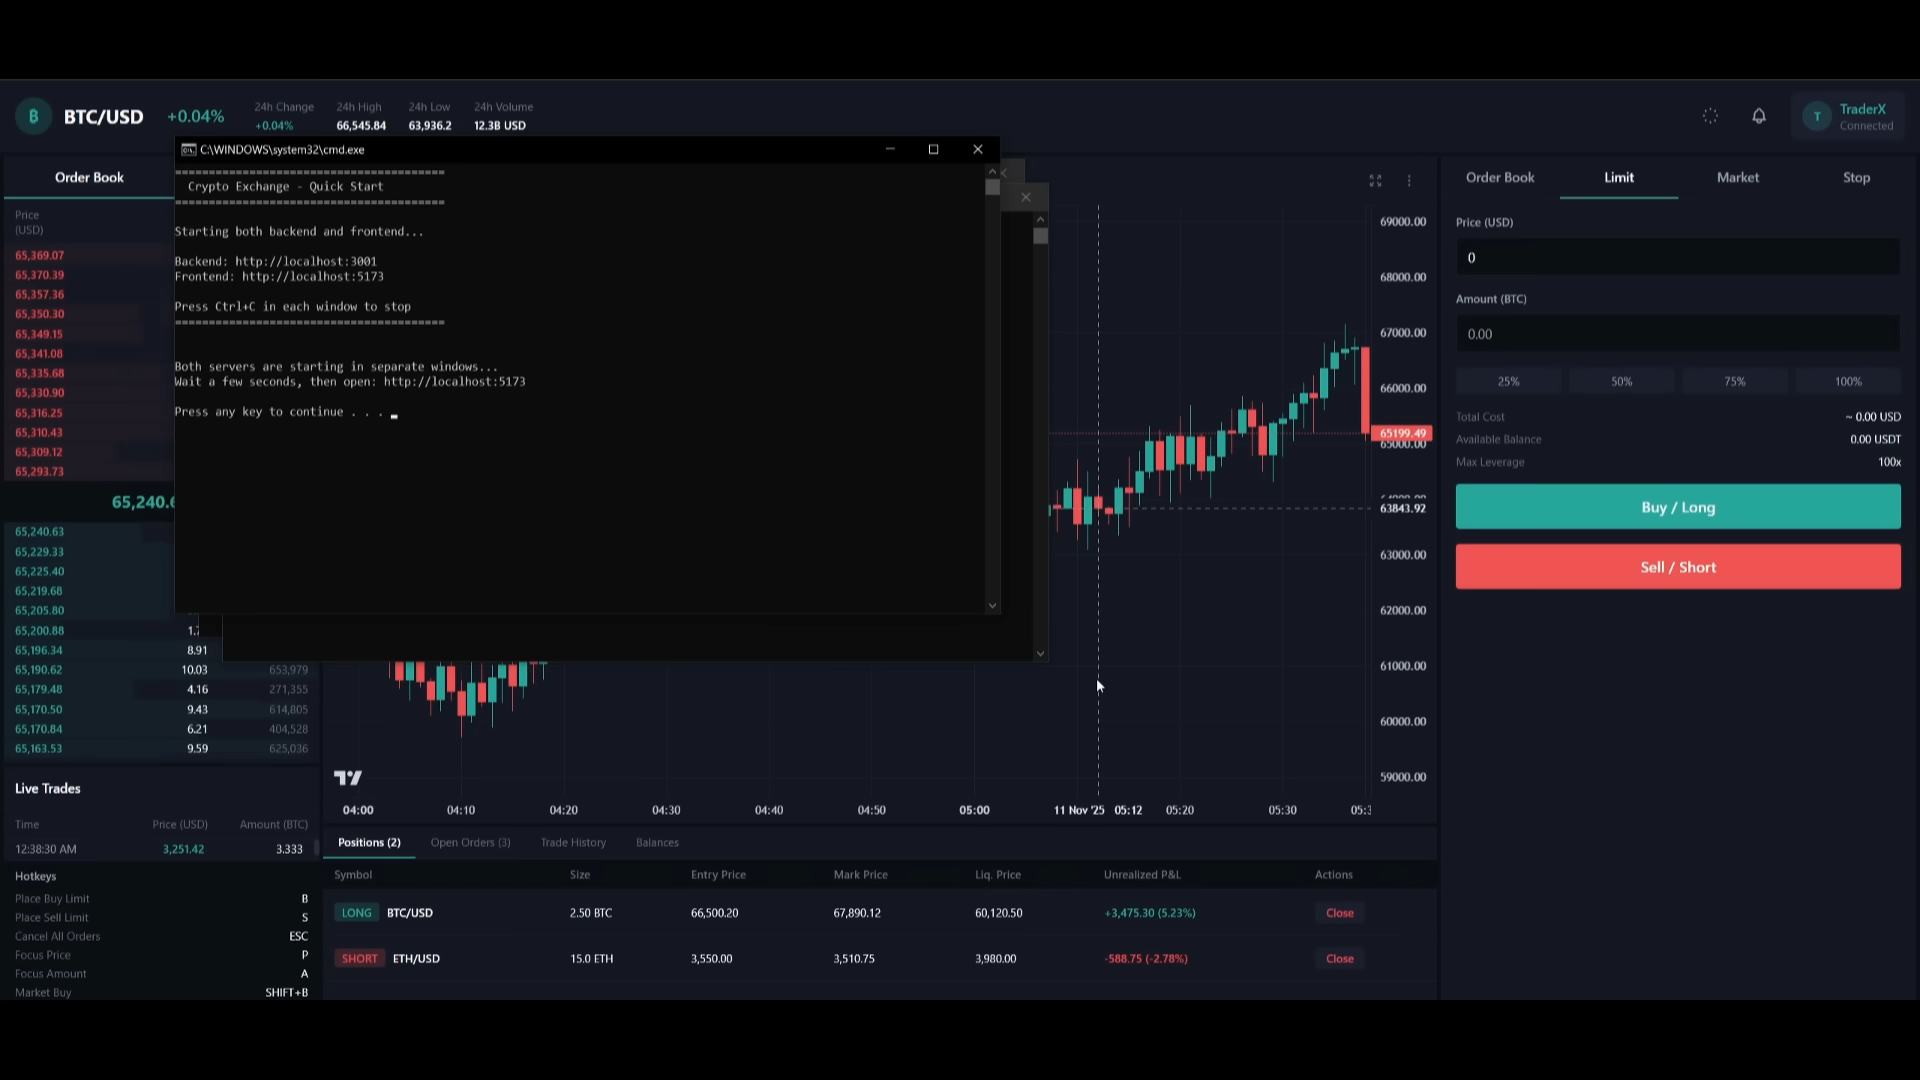 BTC/USD
+0.04%
24h Change
+0.04%
24h High
66,545.84
24h Low
63,936.2
24h Volume
12.3B USD
T
TraderX
Connected
C:\WINDOWS\system32\cmd.exe
========================================
Crypto Exchange - Quick Start
========================================
Starting both backend and frontend...
Backend: http://localhost:3001
Frontend: http://localhost:5173
Press Ctrl+C in each window to stop
========================================
Both servers are starting in separate windows...
Wait a few seconds, then open: http://localhost:5173
Press any key to continue . . .
Order Book
Price
(USD)
65,369.07
65,370.39
65,357.36
65,350.30
65,349.15
65,341.08
65,335.68
65,330.90
65,316.25
65,310.43
65,309.12
65,293.73
65,240.6
65,240.63
65,229.33
65,225.40
65,219.68
65,205.80
65,200.88 1.
65,196.34 8.91
65,190.62 10.03 653,979
65,179.48 4.16 271,355
65,170.50 9.43 614,805
65,170.84 6.21 404,528
65,163.53 9.59 625,036
Live Trades
Time Price (USD) Amount (BTC)
12:38:30 AM 3,251.42 3.333
Hotkeys
Place Buy Limit B
Place Sell Limit S
Cancel All Orders ESC
Focus Price P
Focus Amount A
Market Buy SHIFT+B
69000.00
68000.00
67000.00
66000.00
65199.49
65000.00
63843.92
63000.00
62000.00
61000.00
60000.00
59000.00
04:00 04:10 04:20 04:30 04:40 04:50 05:00 11 Nov '25 05:12 05:20 05:30 05:3
Positions (2) Open Orders (3) Trade History Balances
Symbol Size Entry Price Mark Price Liq. Price Unrealized P&L Actions
LONG BTC/USD 2.50 BTC 66,500.20 67,890.12 60,120.50 +3,475.30 (5.23%) Close
SHORT ETH/USD 15.0 ETH 3,550.00 3,510.75 3,980.00 -588.75 (-2.78%) Close
Order Book Limit Market Stop
Price (USD)
0
Amount (BTC)
0.00
25% 50% 75% 100%
Total Cost ~ 0.00 USD
Available Balance 0.00 USDT
Max Leverage 100x
Buy / Long
Sell / Short